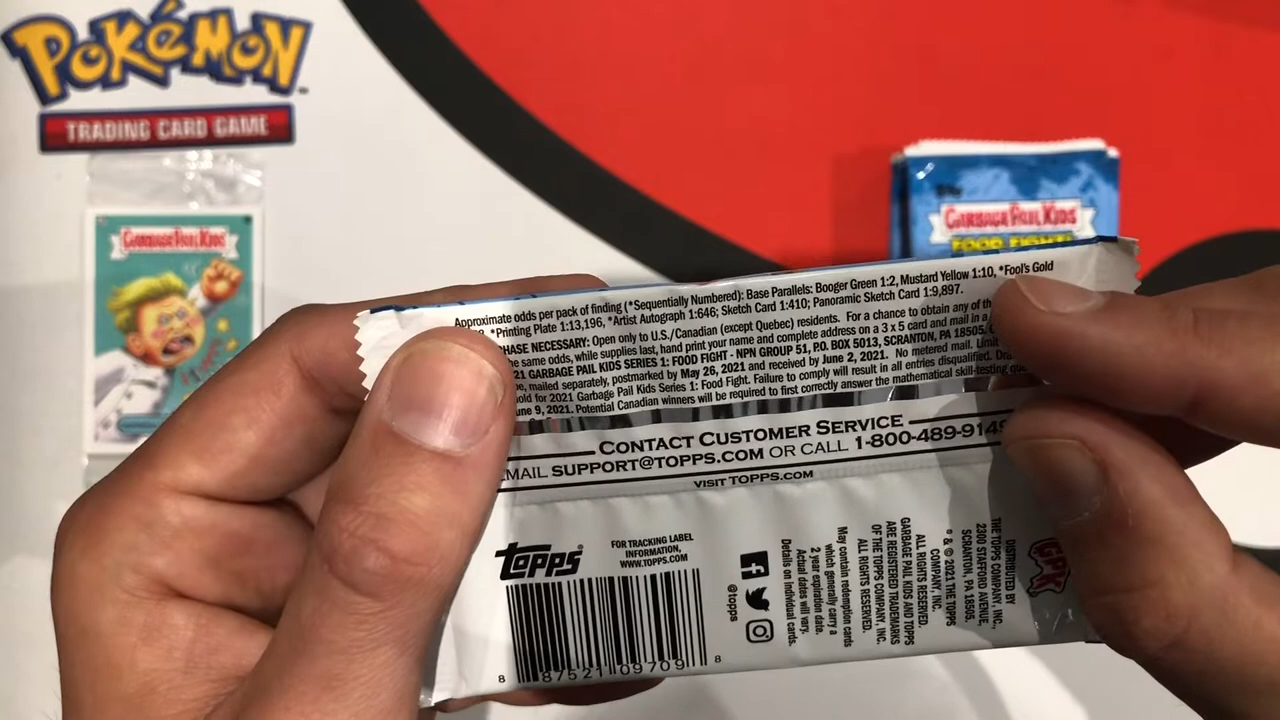 POKéMON
TRADING CARD GAME
GARBAGE PAIL KIDS
GARBAGE PAIL KIDS
FOOD FIGHT!
Approximate odds per pack of finding (*Sequentially Numbered): Base Parallels: Booger Green 1:2, Mustard Yellow 1:10, *Fool's Gold
*Printing Plate 1:13,196, *Artist Autograph 1:646; Sketch Card 1:410; Panoramic Sketch Card 1:9,897.
HASE NECESSARY: Open only to U.S./Canadian (except Quebec) residents. For a chance to obtain any of th
he same odds, while supplies last, hand print your name and complete address on a 3 x 5 card and mail in a
21 GARBAGE PAIL KIDS SERIES 1: FOOD FIGHT - NPN GROUP 51, P.O. BOX 5013, SCRANTON, PA 18505.
be, mailed separately, postmarked by May 26, 2021 and received by June 2, 2021. No metered mail. Limit
hold for 2021 Garbage Pail Kids Series 1: Food Fight. Failure to comply will result in all entries disqualified.
une 9, 2021. Potential Canadian winners will be required to first correctly answer the mathematical skill-testing
CONTACT CUSTOMER SERVICE
EMAIL SUPPORT@TOPPS.COM OR CALL 1-800-489-9149
VISIT TOPPS.COM
topps
FOR TRACKING LABEL
INFORMATION,
WWW.TOPPS.COM
8 87521 09709 8
@topps
May contain redemption cards
which generally carry a
2 year expiration date.
Actual dates will vary.
Details on individual cards.
® & © 2021 THE TOPPS
COMPANY, INC.
ALL RIGHTS RESERVED.
GARBAGE PAIL KIDS AND TOPPS
ARE REGISTERED TRADEMARKS
OF THE TOPPS COMPANY, INC.
ALL RIGHTS RESERVED.
DISTRIBUTED BY
THE TOPPS COMPANY, INC.,
2300 STAFFORD AVENUE,
SCRANTON, PA 18505,
GPK